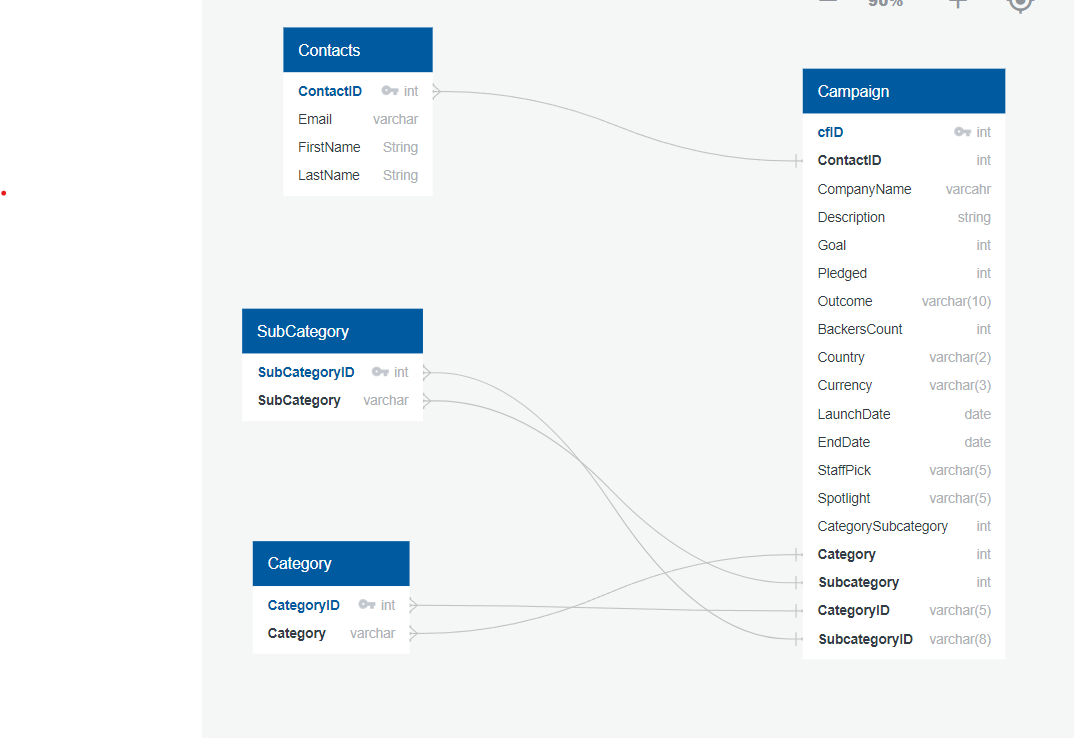 90%
Contacts
ContactID int
Email varchar
FirstName String
LastName String
Campaign
cfID int
ContactID int
CompanyName varcahr
Description string
Goal int
Pledged int
Outcome varchar(10)
BackersCount int
Country varchar(2)
Currency varchar(3)
LaunchDate date
EndDate date
StaffPick varchar(5)
Spotlight varchar(5)
CategorySubcategory int
Category int
Subcategory int
CategoryID varchar(5)
SubcategoryID varchar(8)
SubCategory
SubCategoryID int
SubCategory varchar
Category
CategoryID int
Category varchar